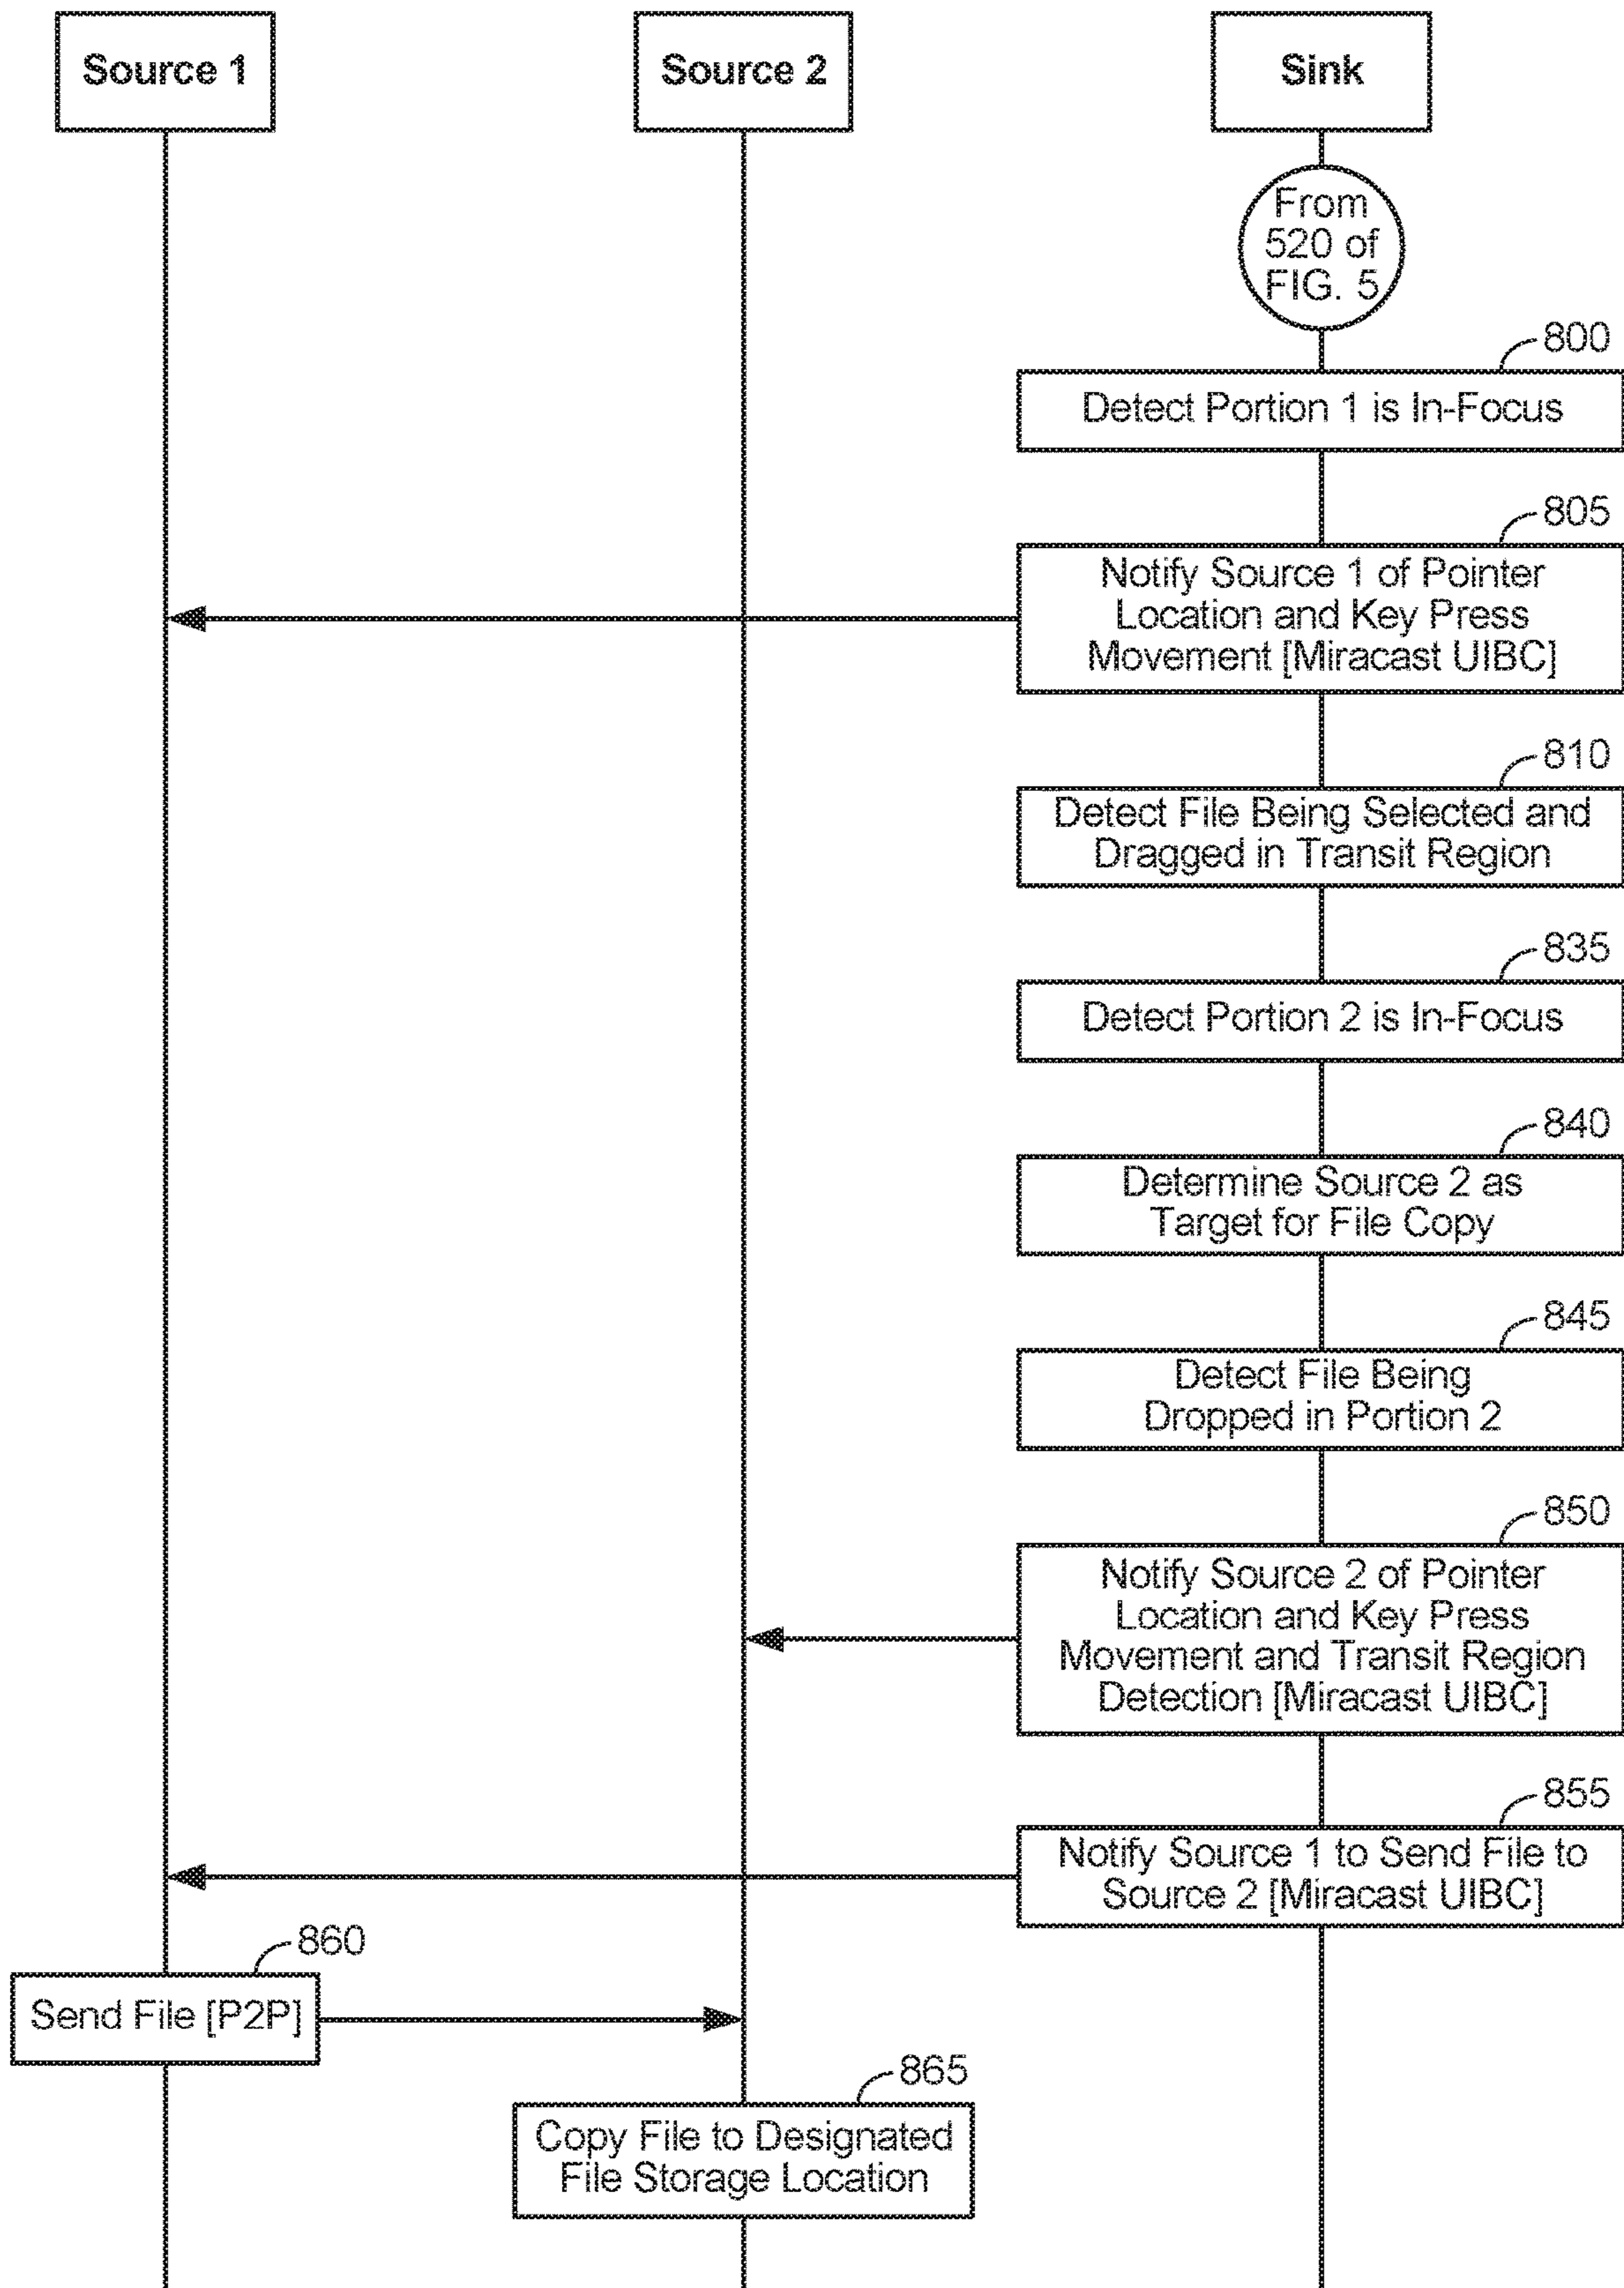 Source 1
Source 2
Sink
From
520 of
FIG. 5
800
Detect Portion 1 is In-Focus
805
Notify Source 1 of Pointer
Location and Key Press
Movement [Miracast UIBC]
810
Detect File Being Selected and
Dragged in Transit Region
835
Detect Portion 2 is In-Focus
840
Determine Source 2 as
Target for File Copy
845
Detect File Being
Dropped in Portion 2
850
Notify Source 2 of Pointer
Location and Key Press
Movement and Transit Region
Detection [Miracast UIBC]
855
Notify Source 1 to Send File to
Source 2 [Miracast UIBC]
860
Send File [P2P]
865
Copy File to Designated
File Storage Location